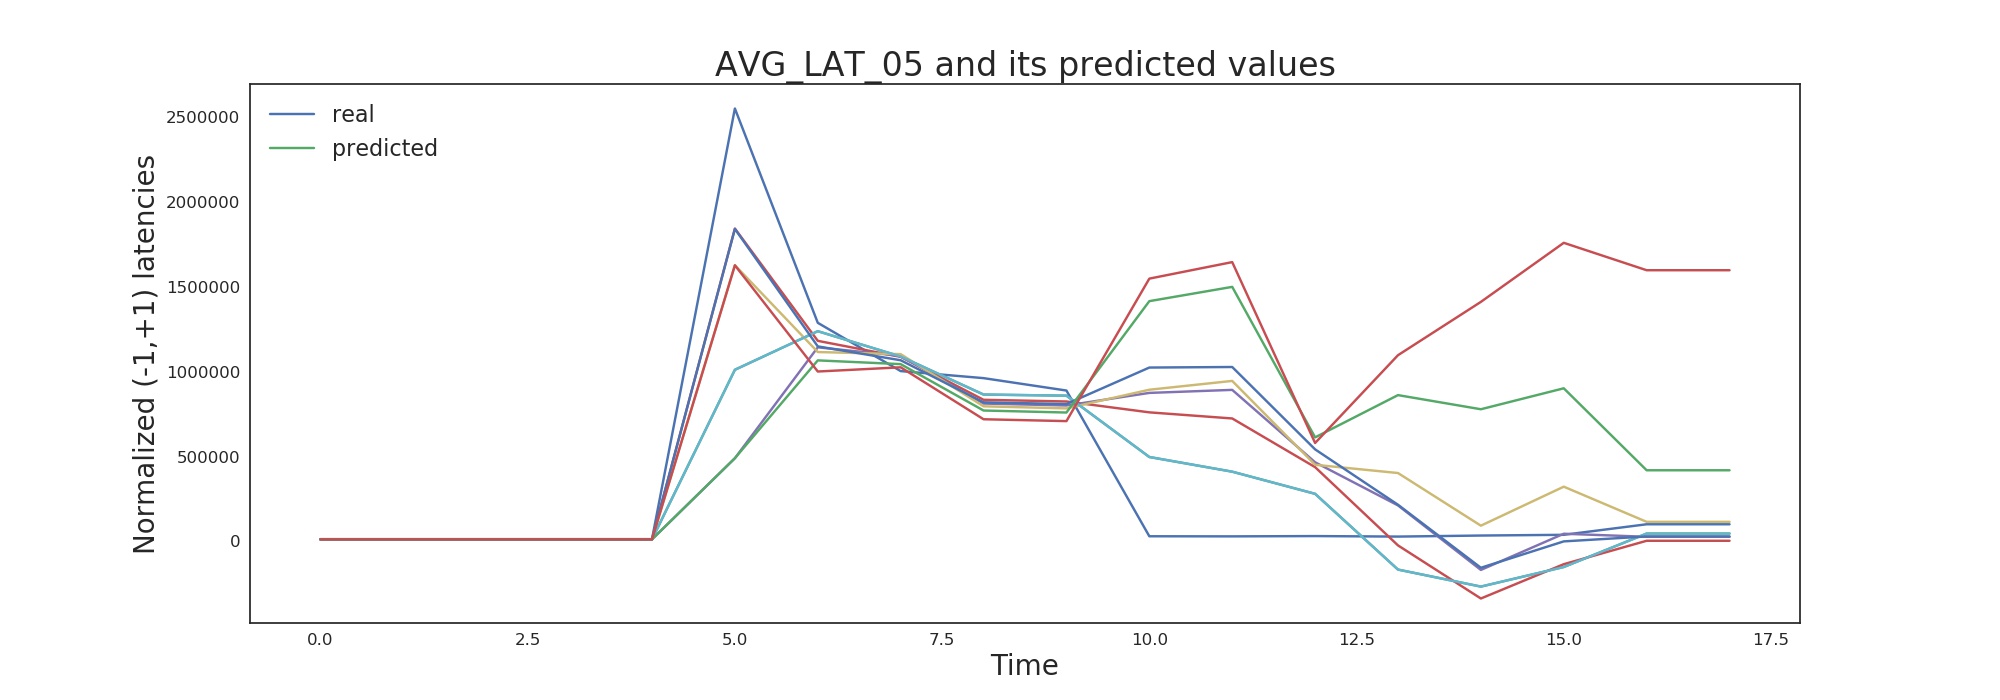 AVG_LAT_05 and its predicted values
real
predicted
Normalized (-1,+1) latencies
2500000
2000000
1500000
1000000
500000
0
0.0 2.5 5.0 7.5 10.0 12.5 15.0 17.5
Time